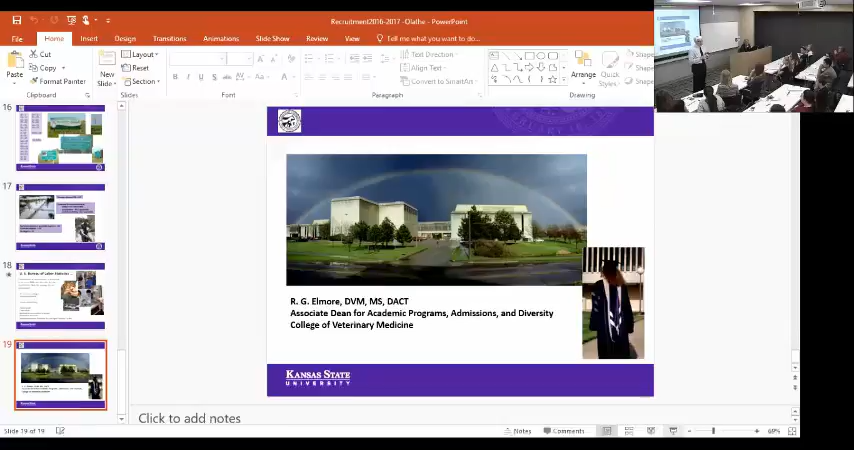 Recruitment2016-2017 -Olathe - PowerPoint
File Home Insert Design Transitions Animations Slide Show Review View Tell me what you want to do...
Paste
Cut
Copy
Format Painter
Clipboard
New
Slide
Layout
Reset
Section
Font
Text Direction
Align Text
Convert to SmartArt
Paragraph
Arrange
Quick
Styles
Drawing
16
17
18
19
R. G. Elmore, DVM, MS, DACT
Associate Dean for Academic Programs, Admissions, and Diversity
College of Veterinary Medicine
KANSAS STATE
UNIVERSITY
Click to add notes
Slide 19 of 19
Notes
Comments
69%